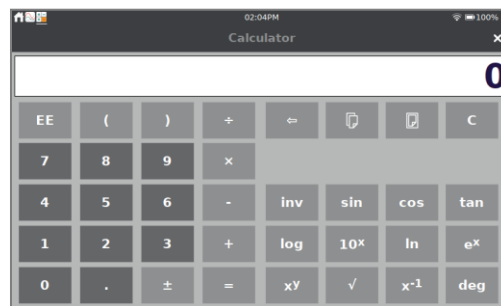 02:04PM 100%
Calculator ×
0
EE ( ) ÷ ⇦ C
7 8 9 ×
4 5 6 - inv sin cos tan
1 2 3 + log 10ˣ ln eˣ
0 . ± = xʸ √ x⁻¹ deg